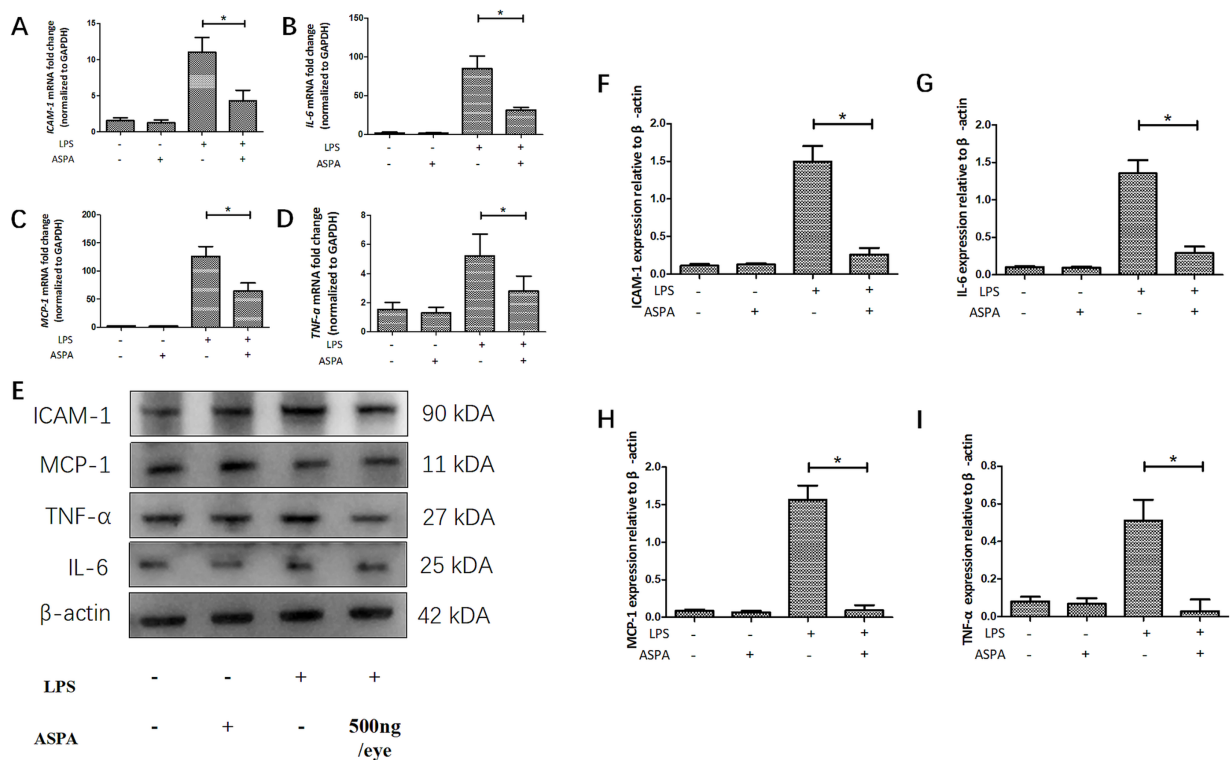 A
ICAM-1 mRNA fold change
(normalized to GAPDH)
15
10
5
0
*
LPS - - + +
ASPA - + - +
B
IL-6 mRNA fold change
(normalized to GAPDH)
150
100
50
0
*
LPS - - + +
ASPA - + - +
C
MCP-1 mRNA fold change
(normalized to GAPDH)
200
150
100
50
0
*
LPS - - + +
ASPA - + - +
D
TNF-α mRNA fold change
(normalized to GAPDH)
8
6
4
2
0
*
LPS - - + +
ASPA - + - +
E
ICAM-1 90 kDA
MCP-1 11 kDA
TNF-α 27 kDA
IL-6 25 kDA
β-actin 42 kDA
LPS - - + +
ASPA - + - 500ng
/eye
F
ICAM-1 expression relative to β -actin
2.0
1.5
1.0
0.5
0.0
*
LPS - - + +
ASPA - + - +
G
IL-6 expression relative to β -actin
2.0
1.5
1.0
0.5
0.0
*
LPS - - + +
ASPA - + - +
H
MCP-1 expression relative to β -actin
2.0
1.5
1.0
0.5
0.0
*
LPS - - + +
ASPA - + - +
I
TNF-α expression relative to β -actin
0.8
0.6
0.4
0.2
0.0
*
LPS - - + +
ASPA - + - +